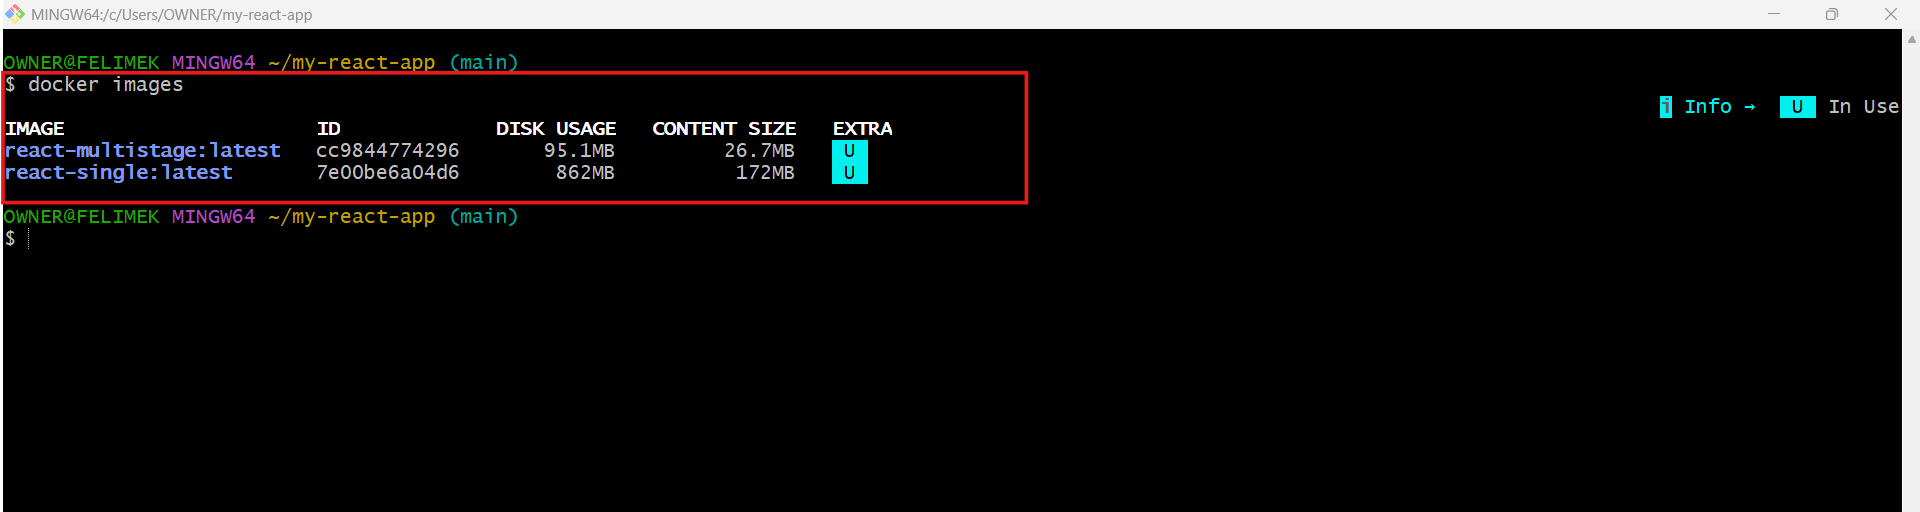 MINGW64:/c/Users/OWNER/my-react-app
OWNER@FELIMEK MINGW64 ~/my-react-app (main)
$ docker images
i Info → U In Use
IMAGE ID DISK USAGE CONTENT SIZE EXTRA
react-multistage:latest cc9844774296 95.1MB 26.7MB U
react-single:latest 7e00be6a04d6 862MB 172MB U
OWNER@FELIMEK MINGW64 ~/my-react-app (main)
$